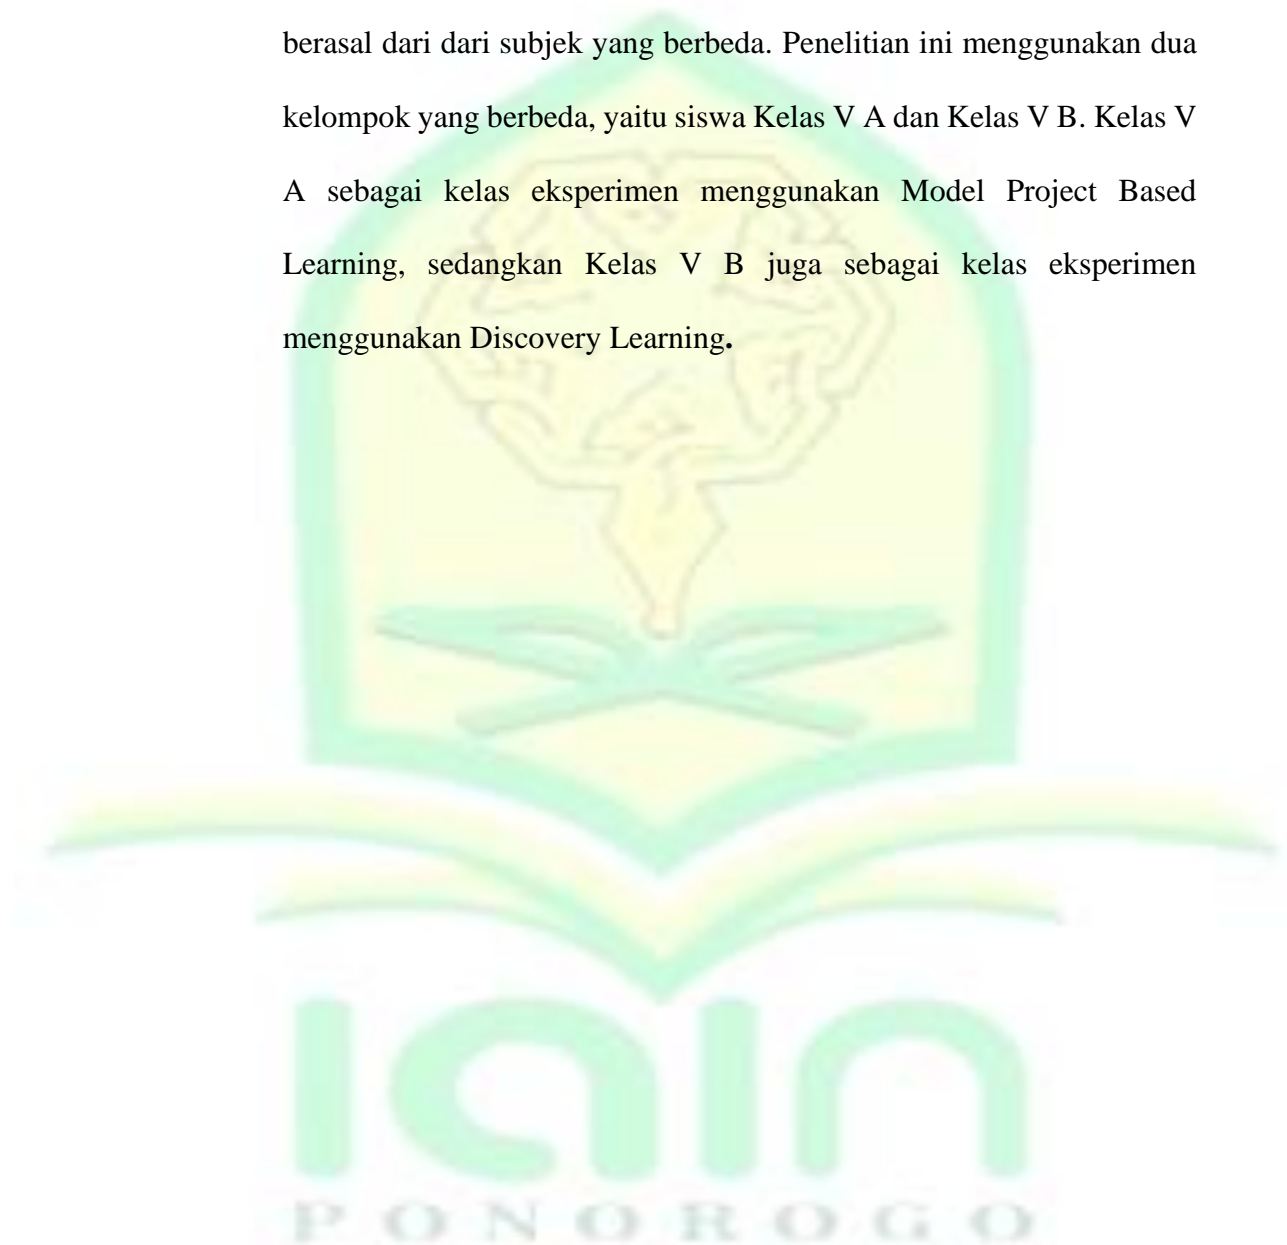 berasal dari dari subjek yang berbeda. Penelitian ini menggunakan dua
kelompok yang berbeda, yaitu siswa Kelas V A dan Kelas V B. Kelas V
A sebagai kelas eksperimen menggunakan Model Project Based
Learning, sedangkan Kelas V B juga sebagai kelas eksperimen
menggunakan Discovery Learning.
iain
PONOROGO